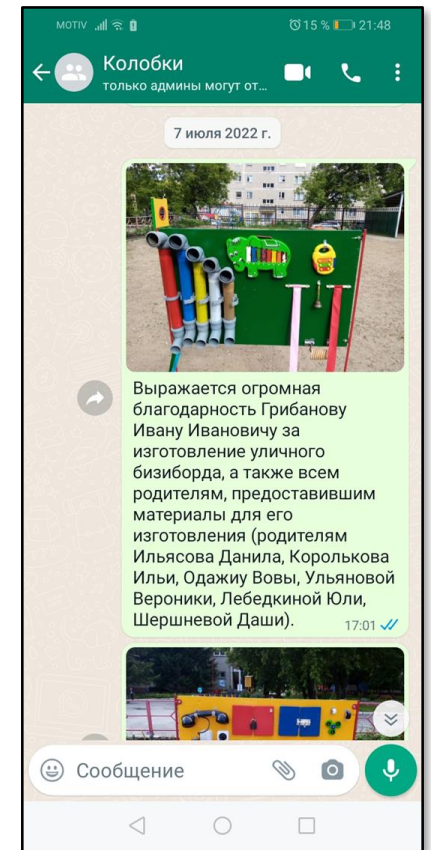 MOTIV 15 % 21:48
Колобки
только админы могут от...
7 июля 2022 г.
Выражается огромная
благодарность Грибанову
Ивану Ивановичу за
изготовление уличного
бизиборда, а также всем
родителям, предоставившим
материалы для его
изготовления (родителям
Ильясова Данила, Королькова
Ильи, Одажиу Вовы, Ульяновой
Вероники, Лебедкиной Юли,
Шершневой Даши). 17:01
Сообщение